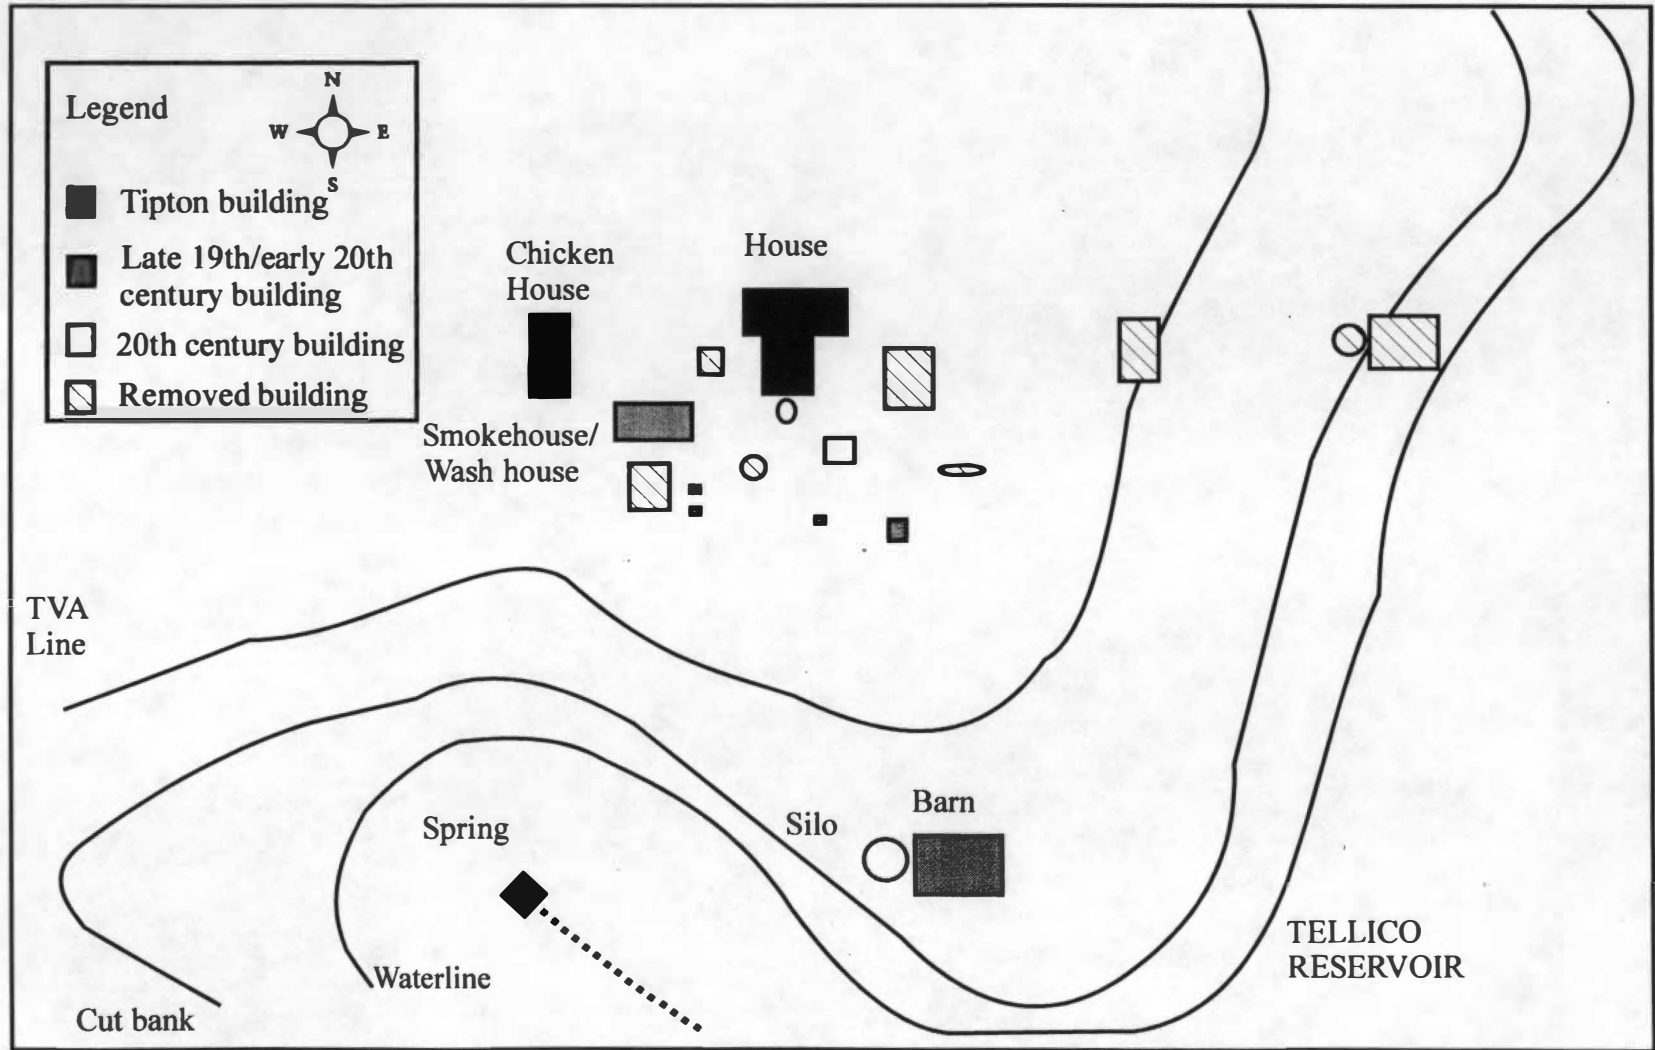 Legend
N
W
E
S
Tipton building
Late 19th/early 20th
century building
20th century building
Removed building
Chicken
House
House
Smokehouse/
Wash house
TVA
Line
Spring
Silo
Barn
Waterline
Cut bank
TELLICO
RESERVOIR